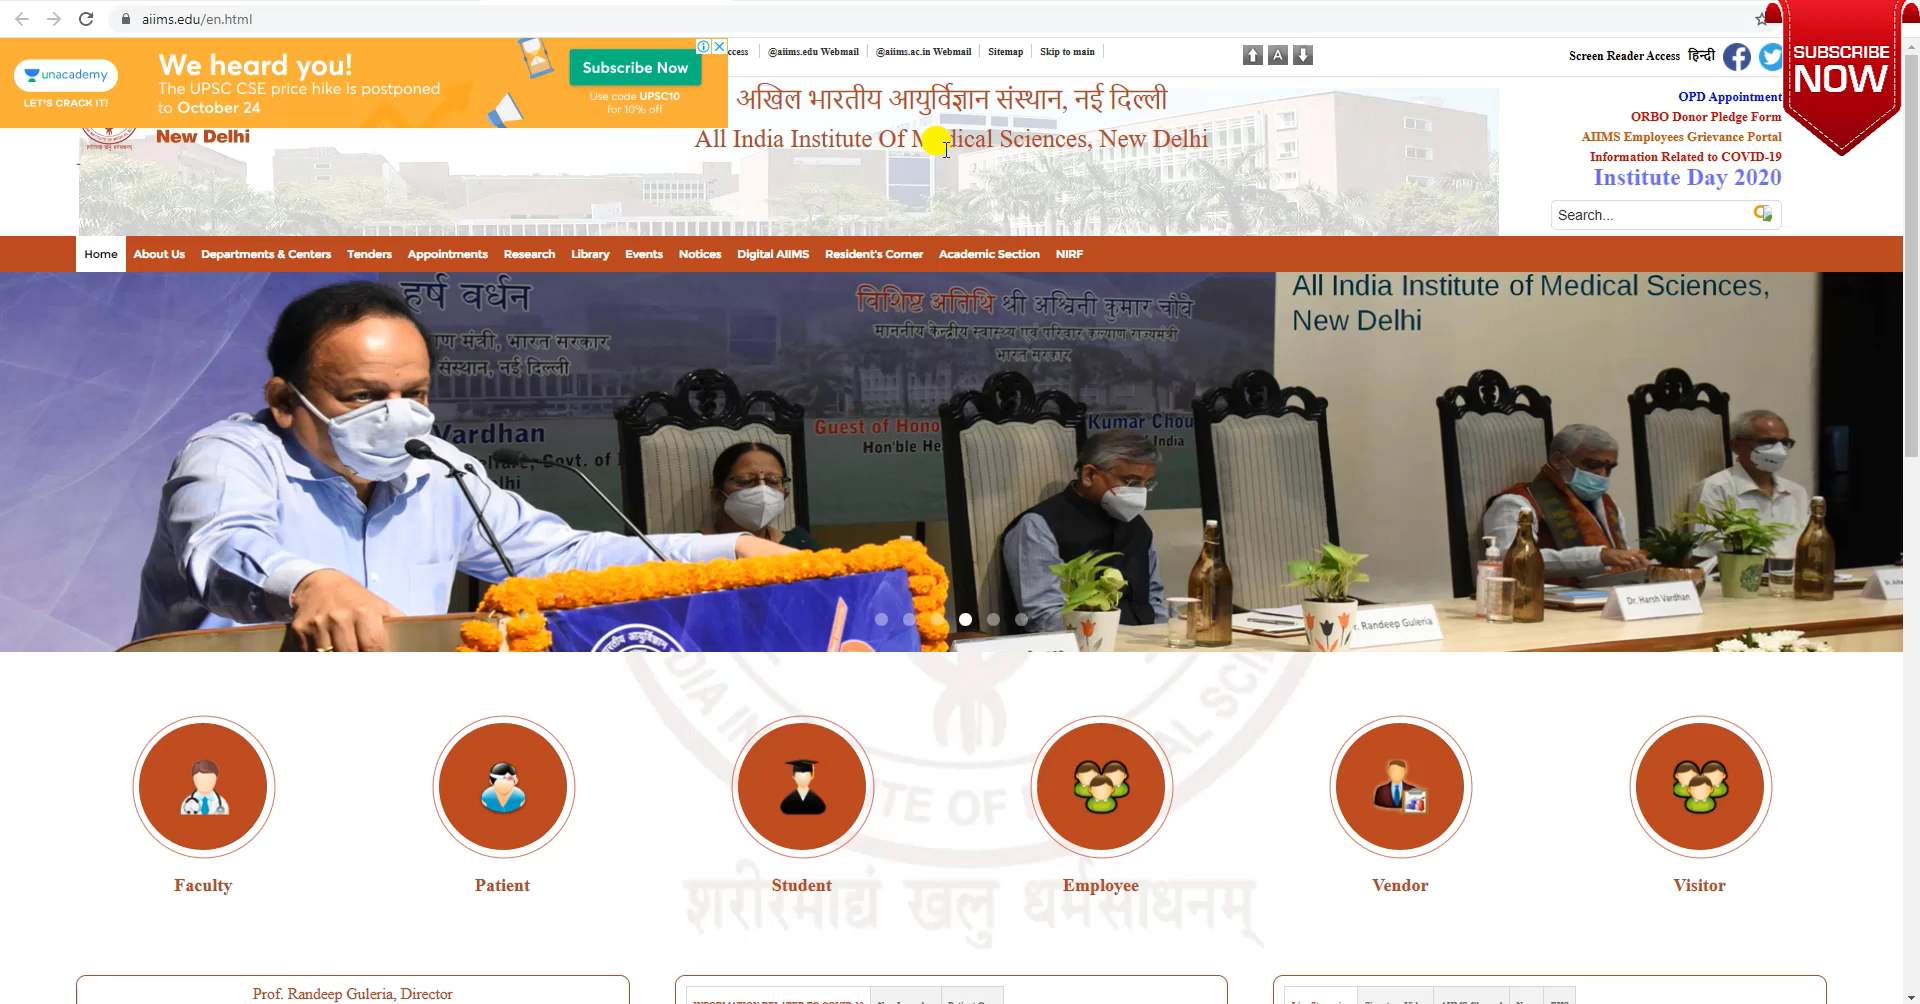 aiims.edu/en.html
unacademy
LET'S CRACK IT!
We heard you!
The UPSC CSE price hike is postponed
to October 24
Subscribe Now
Use code UPSC10
for 10% off
@aiims.edu Webmail
@aiims.ac.in Webmail
Sitemap
Skip to main
A
Screen Reader Access हिन्दी
SUBSCRIBE
NOW
New Delhi
अखिल भारतीय आयुर्विज्ञान संस्थान, नई दिल्ली
All India Institute Of Medical Sciences, New Delhi
OPD Appointment
ORBO Donor Pledge Form
AIIMS Employees Grievance Portal
Information Related to COVID-19
Institute Day 2020
Search...
Home About Us Departments & Centers Tenders Appointments Research Library Events Notices Digital AIIMS Resident's Corner Academic Section NIRF
हर्ष वर्धन
मंत्री, भारत सरकार
संस्थान, नई दिल्ली
विशिष्ट अतिथि श्री अश्विनी कुमार चौबे
माननीय केन्द्रीय स्वास्थ्य एवं परिवार कल्याण राज्यमंत्री
भारत सरकार
All India Institute of Medical Sciences,
New Delhi
Vardhan
Govt. of
lhi
Guest of Hono
Kumar Chou
Hon'ble He
India
Dr. Harsh Vardhan
r. Randeep Guleria
Faculty
Patient
Student
Employee
Vendor
Visitor
शरीरमाद्यं खलु धर्मसाधनम्
Prof. Randeep Guleria, Director